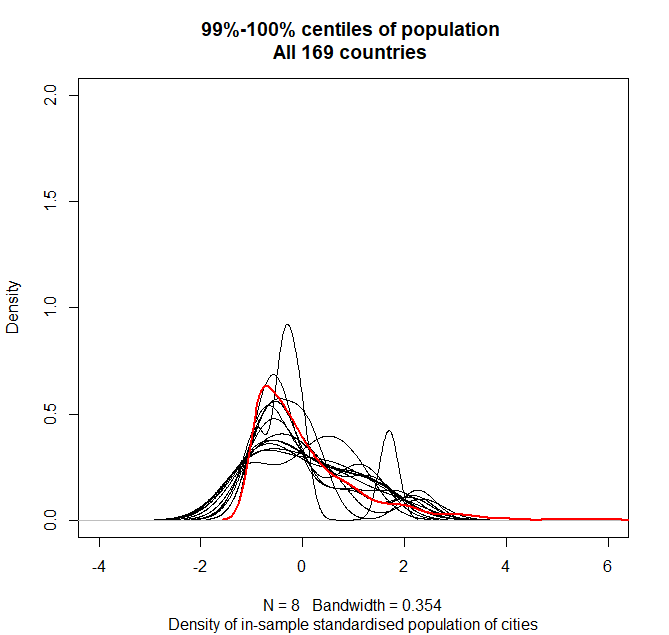 99%-100% centiles of population
All 169 countries
Density
2.0
1.5
1.0
0.5
0.0
-4 -2 0 2 4 6
N = 8 Bandwidth = 0.354
Density of in-sample standardised population of cities